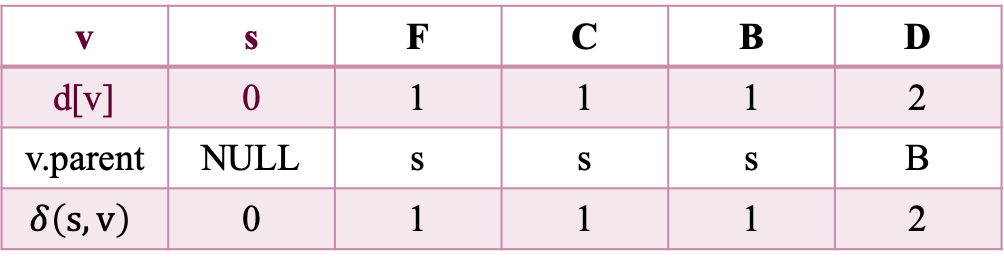 v s F C B D
d[v] 0 1 1 1 2
v.parent NULL s s s B
δ(s, v) 0 1 1 1 2